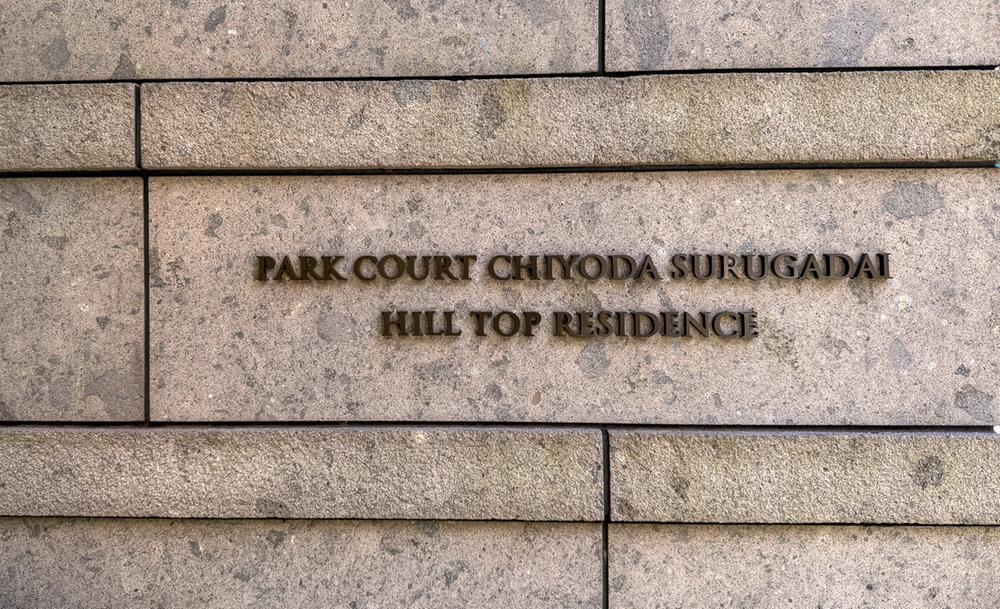 PARK COURT CHIYODA SURUGADAI
HILL TOP RESIDENCE